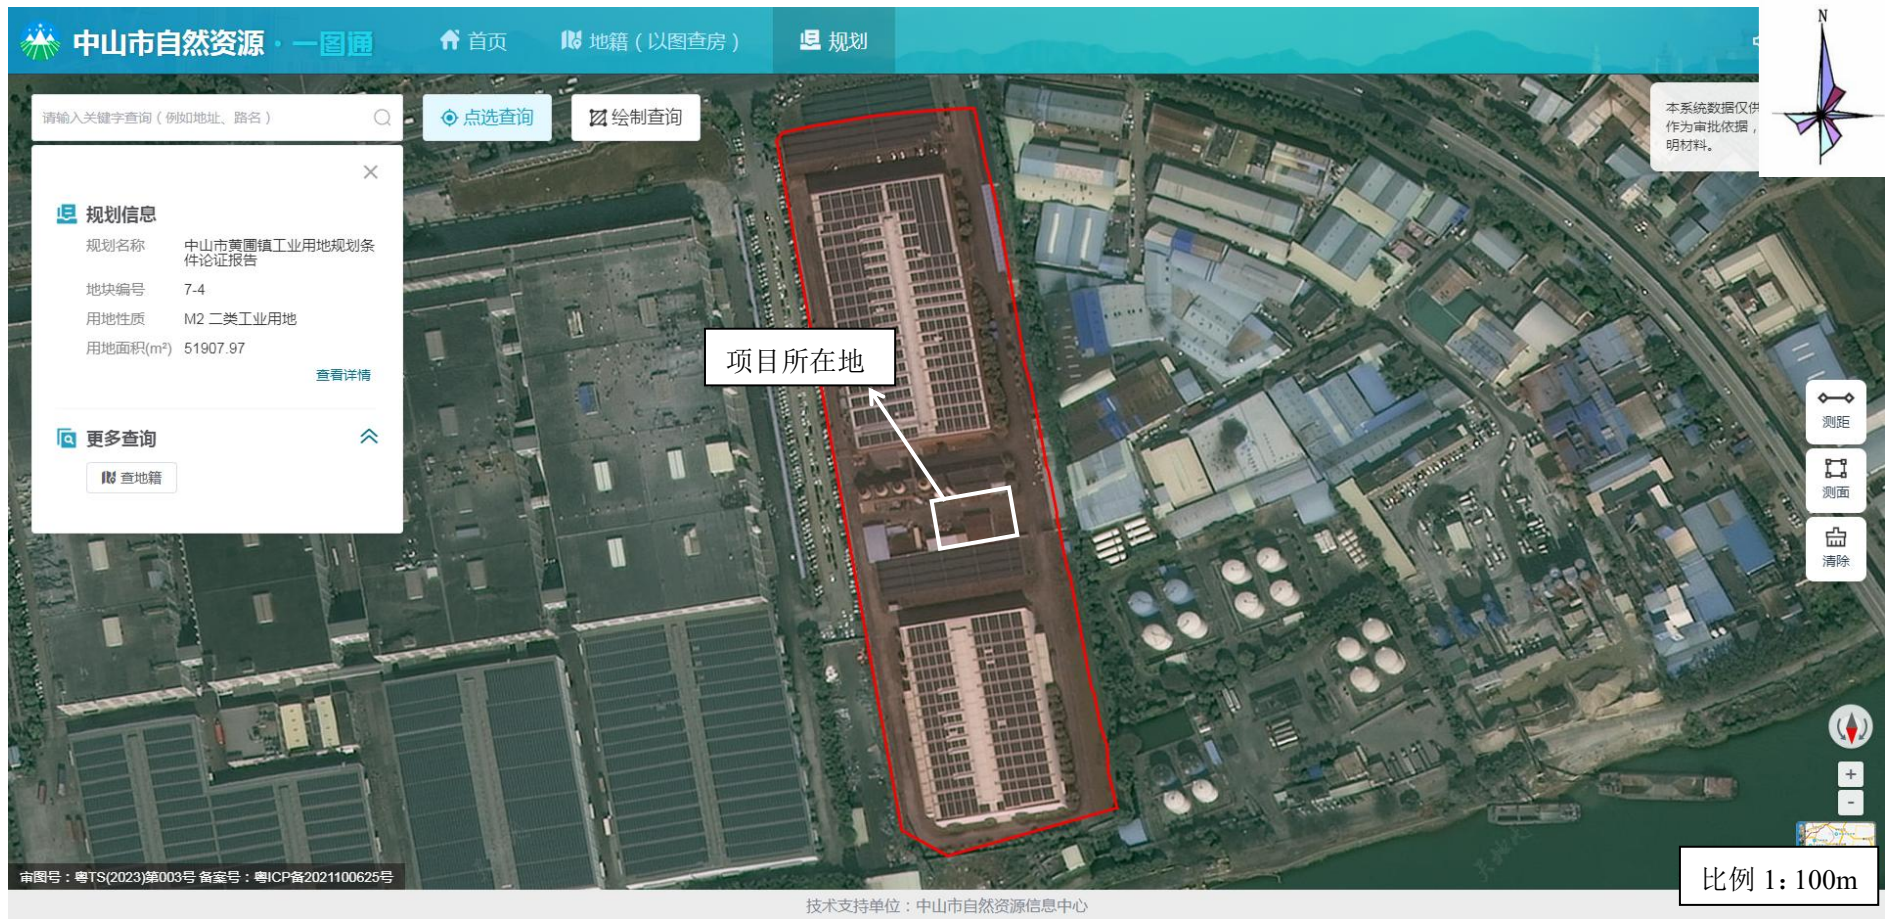 中山市自然资源·一图通
首页
地籍(以图查房)
规划
N
请输入关键字查询(例如地址、路名)
点选查询
绘制查询
本系统数据仅供
作为审批依据，
明材料。
规划信息
规划名称 中山市黄圃镇工业用地规划条
件论证报告
地块编号 7-4
用地性质 M2 二类工业用地
用地面积(m²) 51907.97
查看详情
更多查询
查地籍
项目所在地
测距
测面
清除
+
-
审图号：粤TS(2023)第003号 备案号：粤ICP备2021100625号
比例 1：100m
技术支持单位：中山市自然资源信息中心